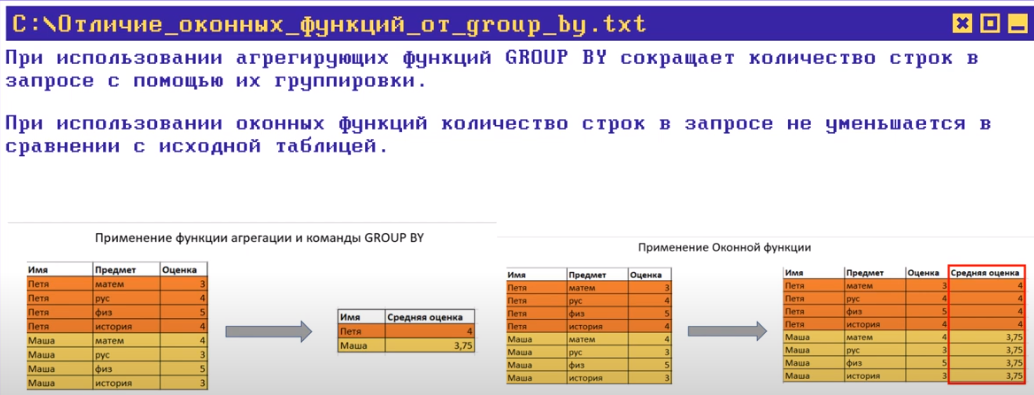 C:\Отличие_оконных_функций_от_group_by.txt
При использовании агрегирующих функций GROUP BY сокращает количество строк в
запросе с помощью их группировки.
При использовании оконных функций количество строк в запросе не уменьшается в
сравнении с исходной таблицей.
Применение функции агрегации и команды GROUP BY
Имя Предмет Оценка
Петя матем 3
Петя рус 4
Петя физ 5
Петя история 4
Маша матем 4
Маша рус 3
Маша физ 5
Маша история 3
Имя Средняя оценка
Петя 4
Маша 3,75
Применение Оконной функции
Имя Предмет Оценка
Петя матем 3
Петя рус 4
Петя физ 5
Петя история 4
Маша матем 4
Маша рус 3
Маша физ 5
Маша история 3
Имя Предмет Оценка Средняя оценка
Петя матем 3 4
Петя рус 4 4
Петя физ 5 4
Петя история 4 4
Маша матем 4 3,75
Маша рус 3 3,75
Маша физ 5 3,75
Маша история 3 3,75